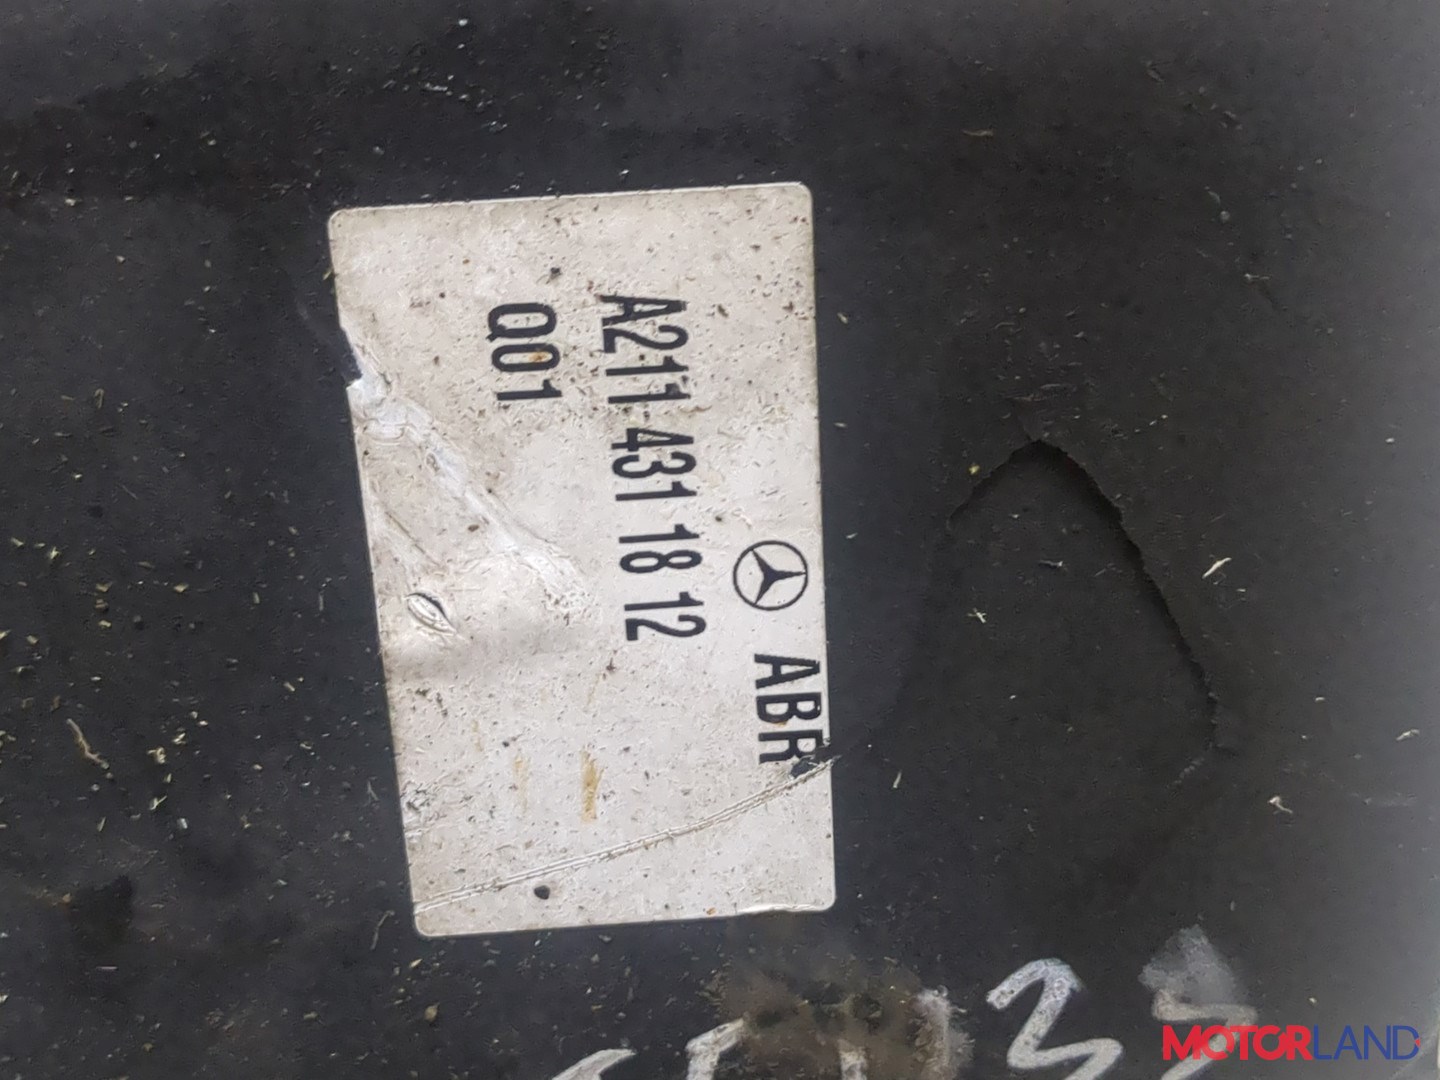 ABR
A211 431 18 12
Q01
MOTORLAND